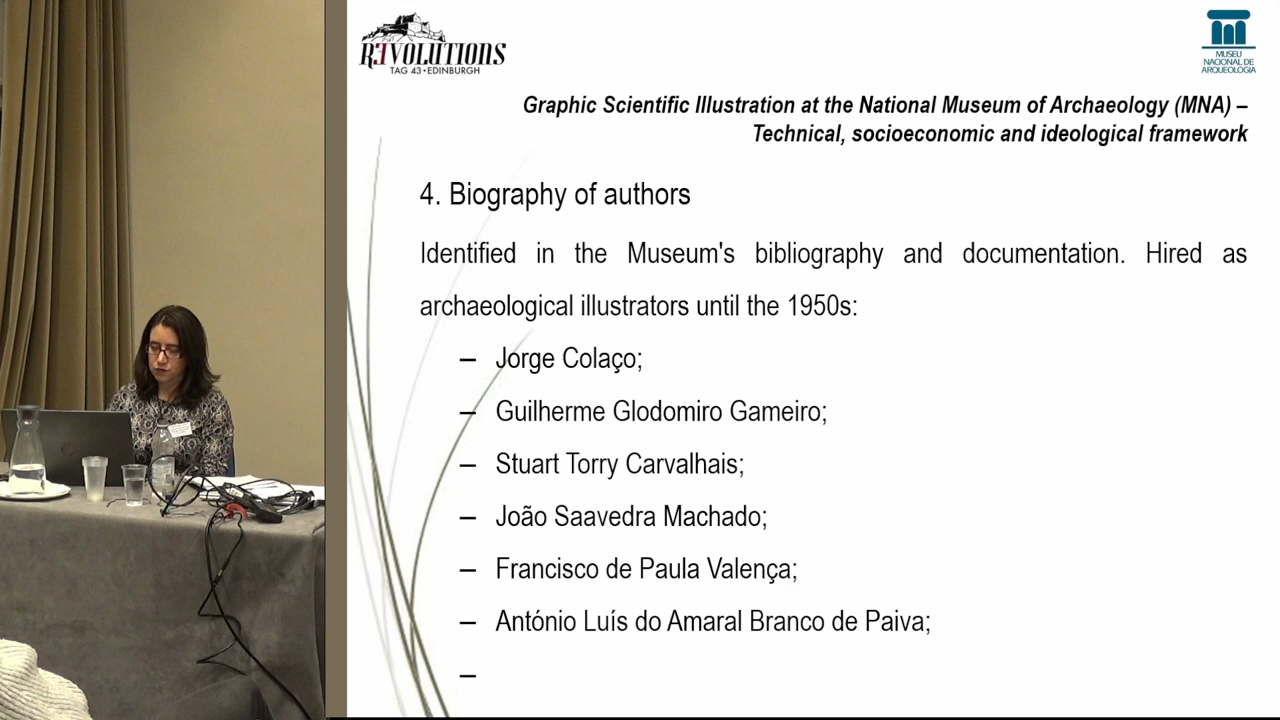 REVOLUTIONS
TAG 43 • EDINBURGH
MUSEU
NACIONAL DE
ARQUEOLOGIA
Graphic Scientific Illustration at the National Museum of Archaeology (MNA) –
Technical, socioeconomic and ideological framework
4. Biography of authors
Identified in the Museum's bibliography and documentation. Hired as
archaeological illustrators until the 1950s:
– Jorge Colaço;
– Guilherme Glodomiro Gameiro;
– Stuart Torry Carvalhais;
– João Saavedra Machado;
– Francisco de Paula Valença;
– António Luís do Amaral Branco de Paiva;
–